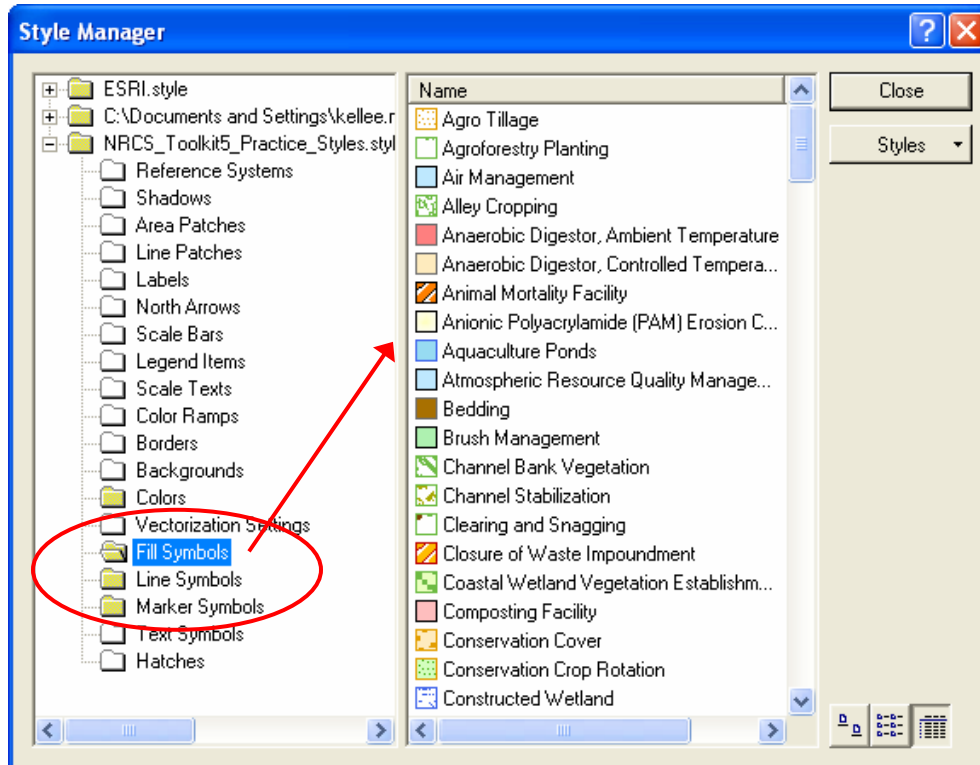 Style Manager
ESRI.style
C:\Documents and Settings\kellee.r
NRCS_Toolkit5_Practice_Styles.styl
Reference Systems
Shadows
Area Patches
Line Patches
Labels
North Arrows
Scale Bars
Legend Items
Scale Texts
Color Ramps
Borders
Backgrounds
Colors
Vectorization Settings
Fill Symbols
Line Symbols
Marker Symbols
Text Symbols
Hatches
Name
Agro Tillage
Agroforestry Planting
Air Management
Alley Cropping
Anaerobic Digestor, Ambient Temperature
Anaerobic Digestor, Controlled Tempera...
Animal Mortality Facility
Anionic Polyacrylamide (PAM) Erosion C...
Aquaculture Ponds
Atmospheric Resource Quality Manage...
Bedding
Brush Management
Channel Bank Vegetation
Channel Stabilization
Clearing and Snagging
Closure of Waste Impoundment
Coastal Wetland Vegetation Establishm...
Composting Facility
Conservation Cover
Conservation Crop Rotation
Constructed Wetland
Close
Styles